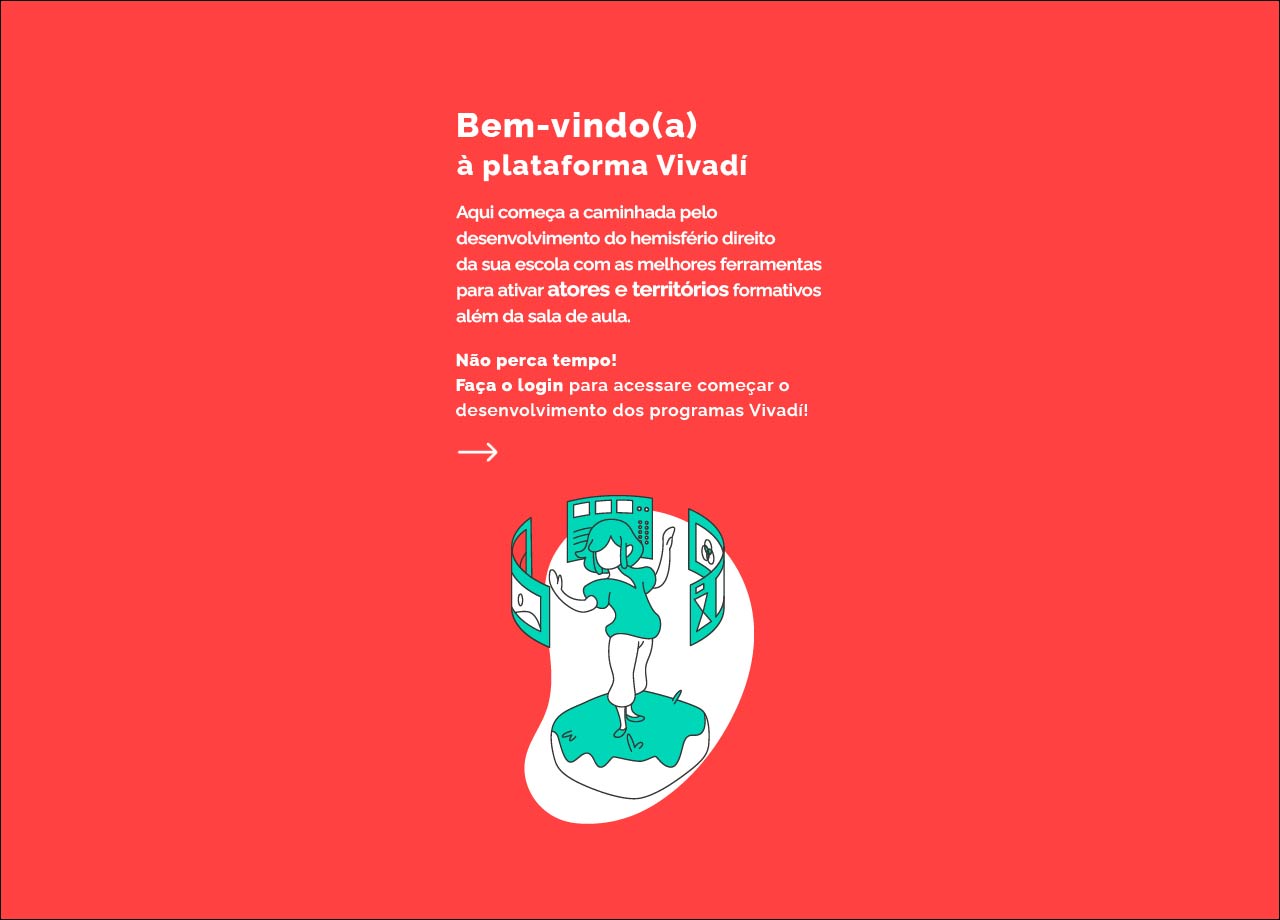 Bem-vindo(a)
à plataforma Vivadí
Aqui começa a caminhada pelo
desenvolvimento do hemisfério direito
da sua escola com as melhores ferramentas
para ativar atores e territórios formativos
além da sala de aula.
Não perca tempo!
Faça o login para acessare começar o
desenvolvimento dos programas Vivadí!